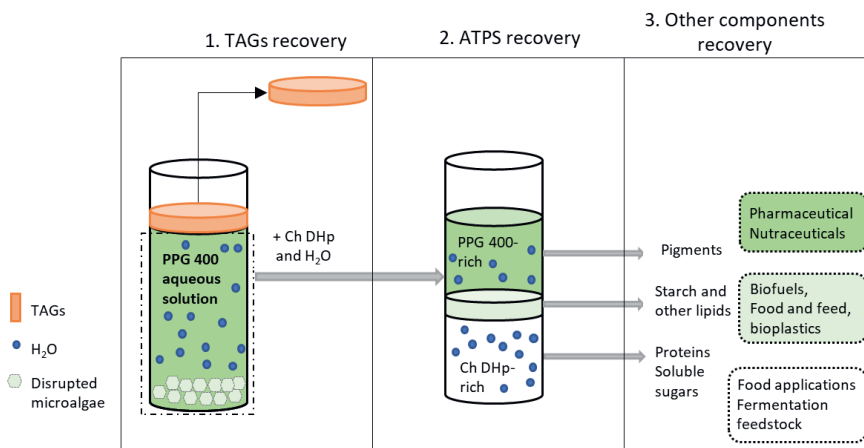 1. TAGs recovery
2. ATPS recovery
3. Other components
recovery
+ Ch DHp
and H₂O
PPG 400
aqueous
solution
PPG 400-
rich
Ch DHp-
rich
Pigments
Starch and
other lipids
Proteins
Soluble
sugars
Pharmaceutical
Nutraceuticals
Biofuels,
Food and feed,
bioplastics
Food applications
Fermentation
feedstock
TAGs
H₂O
Disrupted
microalgae